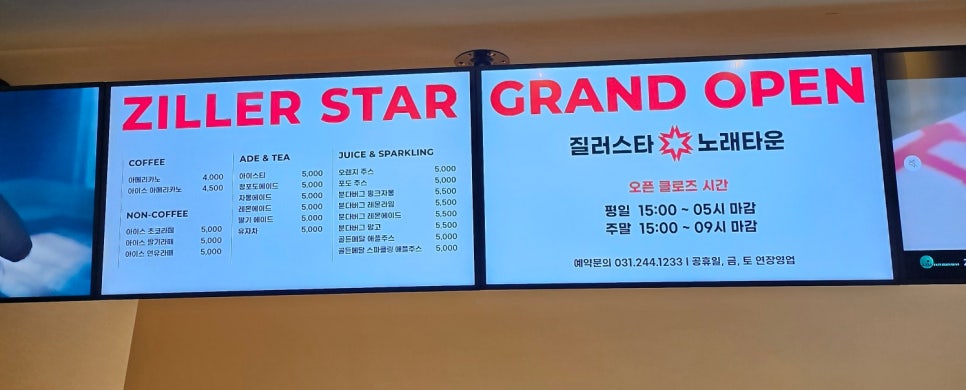 ZILLER STAR
COFFEE
아메리카노 4,000
아이스 아메리카노 4,500
NON-COFFEE
아이스 초코라떼 5,000
아이스 딸기라떼 5,000
아이스 연유라떼 5,000
ADE & TEA
아이스티 5,000
청포도에이드 5,000
자몽에이드 5,000
레몬에이드 5,000
딸기 에이드 5,000
유자차 5,000
JUICE & SPARKLING
오렌지 주스 5,000
포도 주스 5,000
분다버그 핑크자몽 5,500
분다버그 레몬라임 5,500
분다버그 레몬에이드 5,500
분다버그 망고 5,500
골든메달 애플주스 5,000
골든메달 스파클링 애플주스 5,000
GRAND OPEN
질러스타 노래타운
오픈 클로즈 시간
평일 15:00 ~ 05시 마감
주말 15:00 ~ 09시 마감
예약문의 031.244.1233 | 공휴일, 금, 토 연장영업